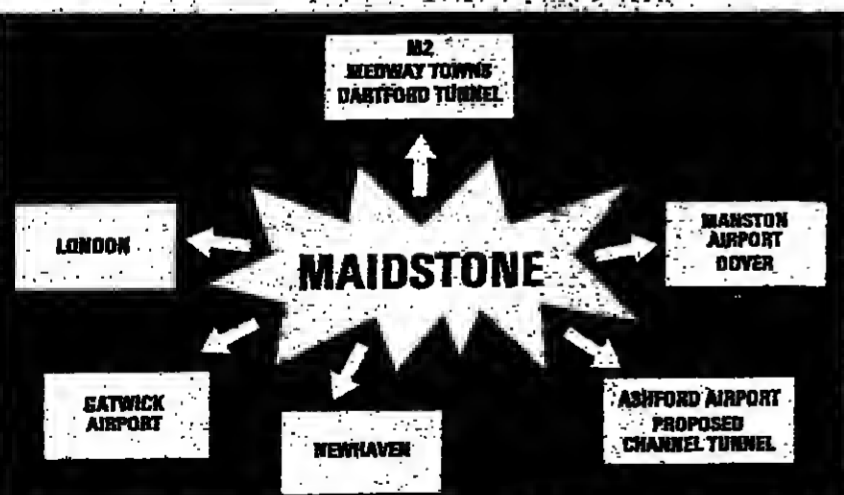 M2
MEDWAY TOWNS
DARTFORD TUNNEL
LONDON
MAIDSTONE
MANSTON
AIRPORT
DOVER
GATWICK
AIRPORT
NEWHAVEN
ASHFORD AIRPORT
PROPOSED
CHANNEL TUNNEL